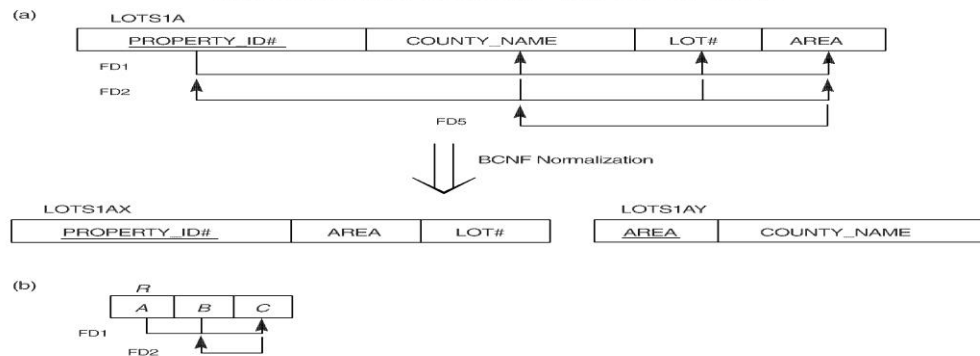 (a)
LOTS1A
PROPERTY_ID# COUNTY_NAME LOT# AREA
FD1
FD2
FD5
BCNF Normalization
LOTS1AX LOTS1AY
PROPERTY_ID# AREA LOT# AREA COUNTY_NAME
(b)
R
A B C
FD1
FD2